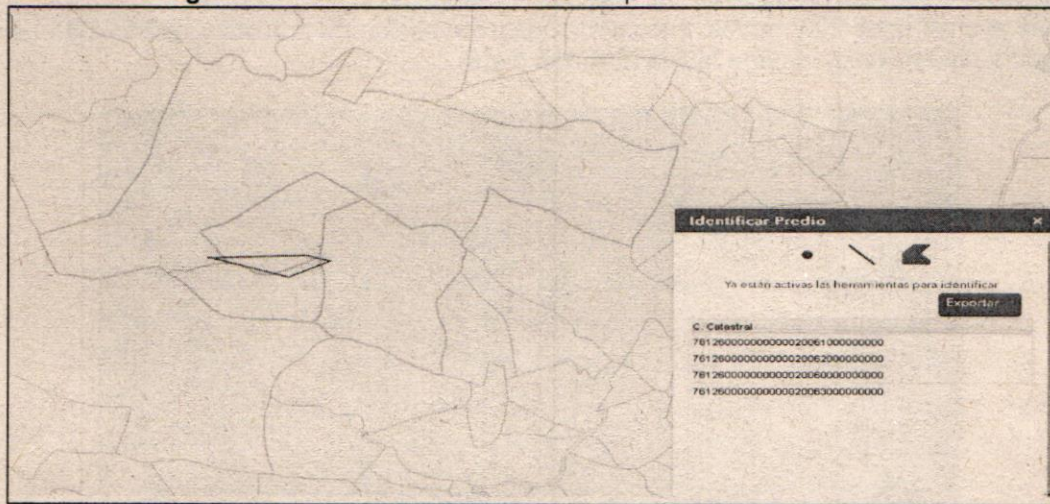 Identificar Predio ×
Ya están activas las herramientas para identificar
Exportar
C. Catastral
761260000000000020061000000000
761260000000000020062000000000
761260000000000020060000000000
761260000000000020063000000000